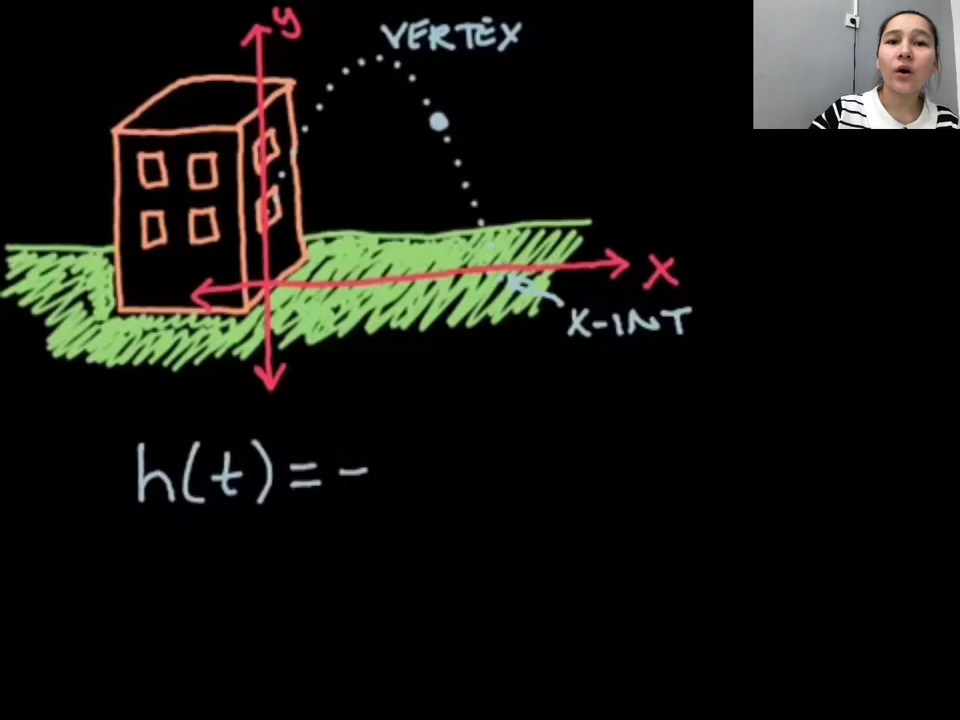 y
VERTEX
X
X-INT
h(t) = -